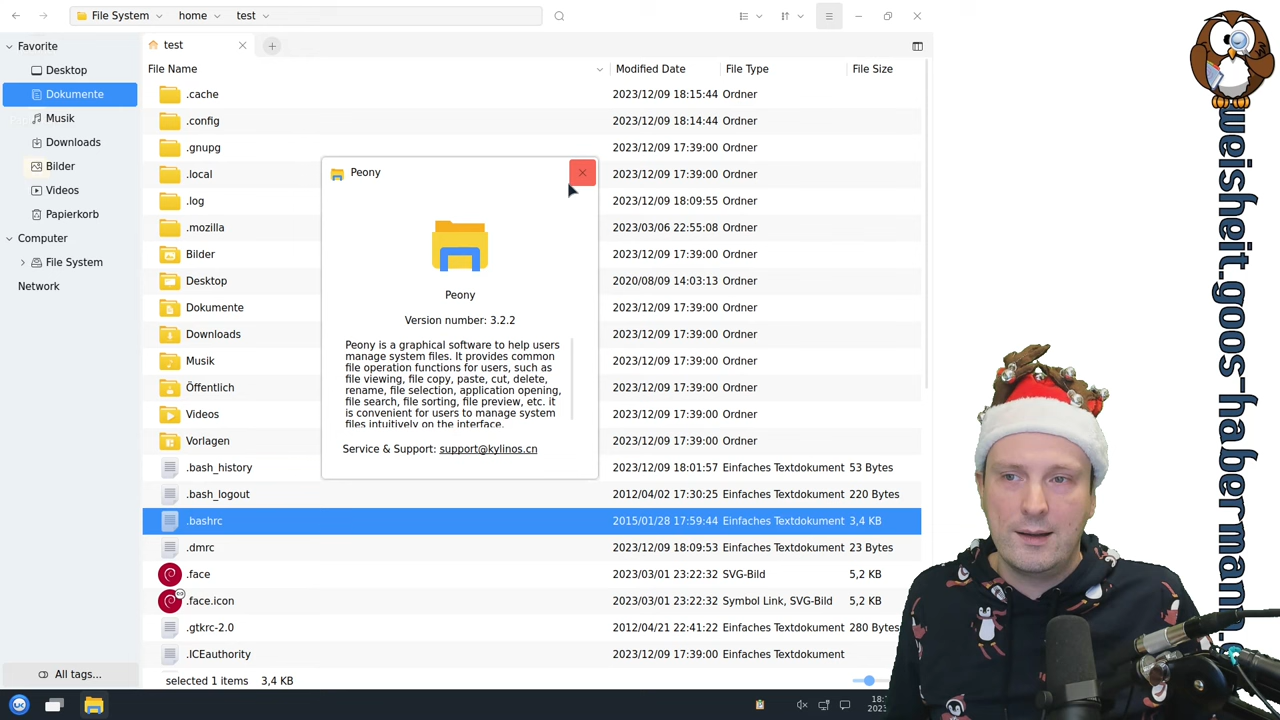 File System
home
test
Favorite
Desktop
Dokumente
Musik
Downloads
Bilder
Videos
Papierkorb
Computer
File System
Network
All tags...
test
File Name Modified Date File Type File Size
.cache 2023/12/09 18:15:44 Ordner
.config 2023/12/09 18:14:44 Ordner
.gnupg 2023/12/09 17:39:00 Ordner
.local 2023/12/09 17:39:00 Ordner
.log 2023/12/09 18:09:55 Ordner
.mozilla 2023/03/06 22:55:08 Ordner
Bilder 2023/12/09 17:39:00 Ordner
Desktop 2020/08/09 14:03:13 Ordner
Dokumente 2023/12/09 17:39:00 Ordner
Downloads 2023/12/09 17:39:00 Ordner
Musik 2023/12/09 17:39:00 Ordner
Öffentlich 2023/12/09 17:39:00 Ordner
Videos 2023/12/09 17:39:00 Ordner
Vorlagen 2023/12/09 17:39:00 Ordner
.bash_history 2023/12/09 18:01:57 Einfaches Textdokument 53 Bytes
.bash_logout 2012/04/02 17:30:25 Einfaches Textdokument Bytes
.bashrc 2015/01/28 17:59:44 Einfaches Textdokument 3,4 KB
.dmrc 2023/12/09 18:09:53 Einfaches Textdokument 23 Bytes
.face 2023/03/01 23:22:32 SVG-Bild 5,2 KB
.face.icon 2023/03/01 23:22:32 Symbol Link, SVG-Bild 5,2 KB
.gtkrc-2.0 2012/04/21 41:22 Einfaches Textdokument Bytes
.ICEauthority 2023/12/09 17:39:00 Einfaches Textdokument
selected 1 items 3,4 KB
Peony
Peony
Version number: 3.2.2
Peony is a graphical software to help users
manage system files. It provides common
file operation functions for users, such as
file viewing, file copy, paste, cut, delete,
rename, file selection, application opening,
file search, file sorting, file preview, etc. it
is convenient for users to manage system
files intuitively on the interface.
Service & Support: support@kylinos.cn
weisheit.goos-habermann.